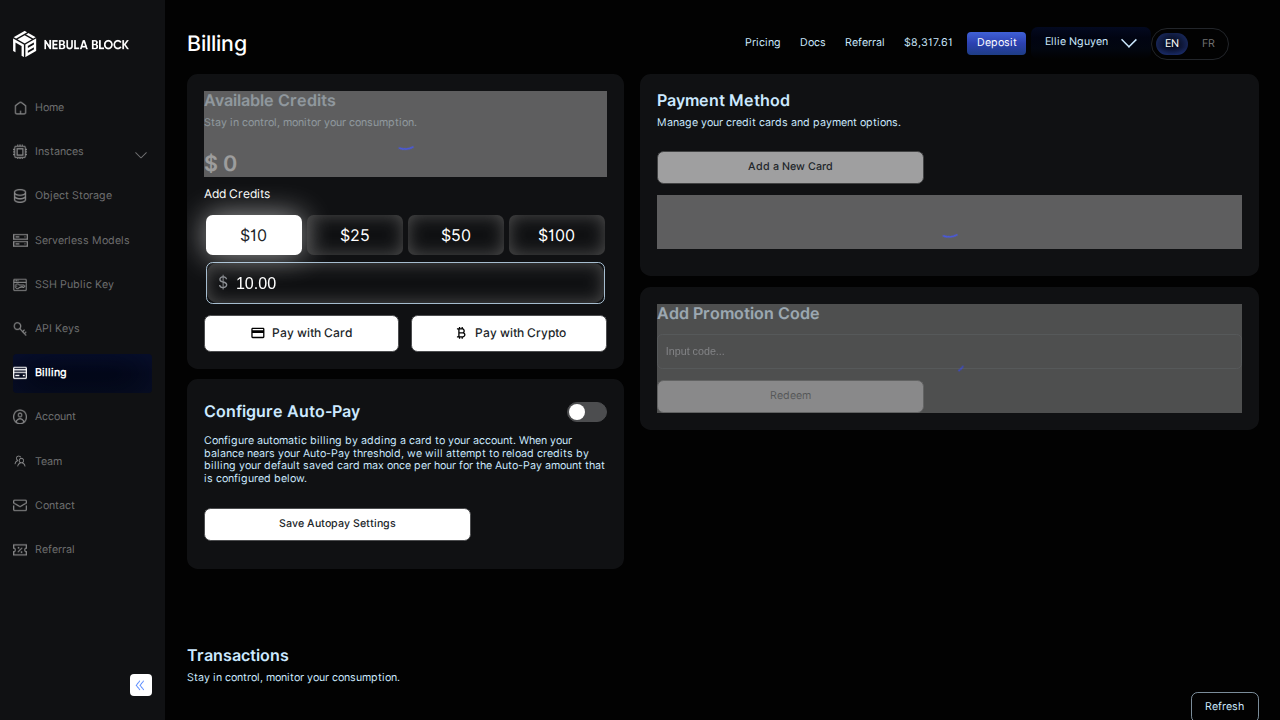 NEBULA BLOCK
Home
Instances
Object Storage
Serverless Models
SSH Public Key
API Keys
Billing
Account
Team
Contact
Referral
Billing
Pricing
Docs
Referral
$8,317.61
Deposit
Ellie Nguyen
EN
FR
Available Credits
Stay in control, monitor your consumption.
$ 0
Add Credits
$10
$25
$50
$100
$ 10.00
Pay with Card
Pay with Crypto
Configure Auto-Pay
Configure automatic billing by adding a card to your account. When your
balance nears your Auto-Pay threshold, we will attempt to reload credits by
billing your default saved card max once per hour for the Auto-Pay amount that
is configured below.
Save Autopay Settings
Payment Method
Manage your credit cards and payment options.
Add a New Card
Add Promotion Code
Input code...
Redeem
Transactions
Stay in control, monitor your consumption.
Refresh